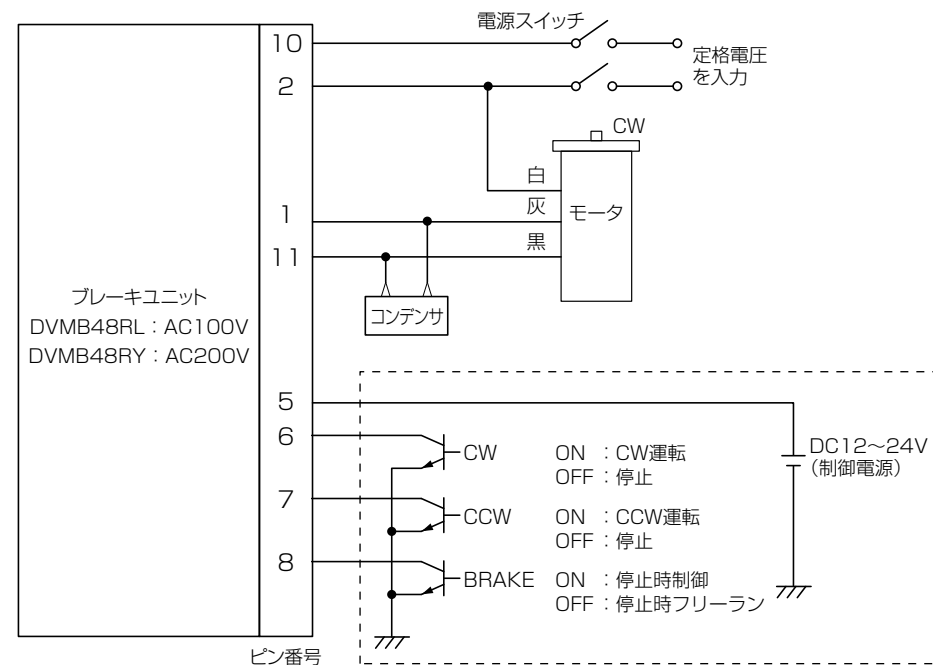 電源スイッチ
10
定格電圧
を入力
2
CW
白
灰
モータ
1
黒
11
コンデンサ
ブレーキユニット
DVMB48RL：AC100V
DVMB48RY：AC200V
5
6
CW
ON ：CW運転
OFF：停止
DC12～24V
（制御電源）
7
CCW
ON ：CCW運転
OFF：停止
8
BRAKE
ON ：停止時制御
OFF：停止時フリーラン
ピン番号